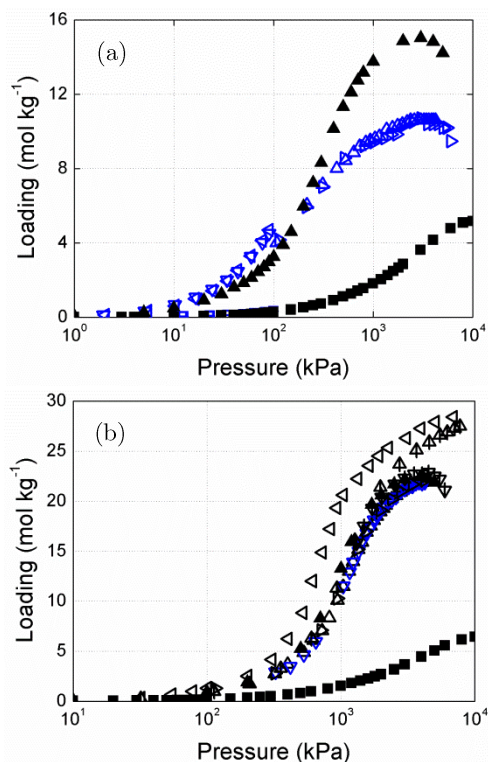 (a)
16
12
8
4
0
Loading (mol kg⁻¹)
10⁰ 10¹ 10² 10³ 10⁴
Pressure (kPa)
(b)
30
25
20
15
10
5
0
Loading (mol kg⁻¹)
10¹ 10² 10³ 10⁴
Pressure (kPa)